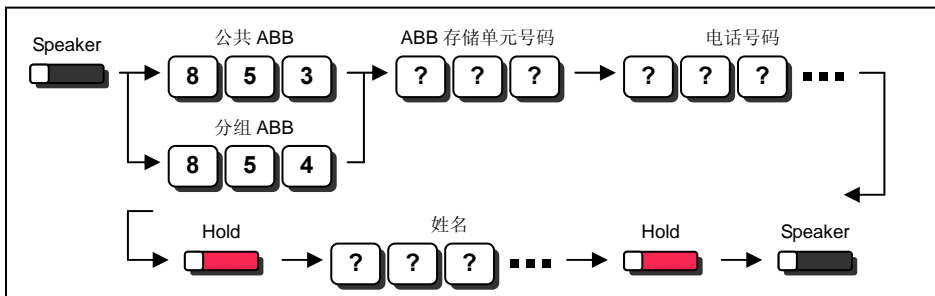 公共 ABB
ABB 存储单元号码
电话号码
Speaker
8 5 3
? ? ?
? ? ?
分组 ABB
8 5 4
Hold
姓名
Hold
Speaker
? ? ?